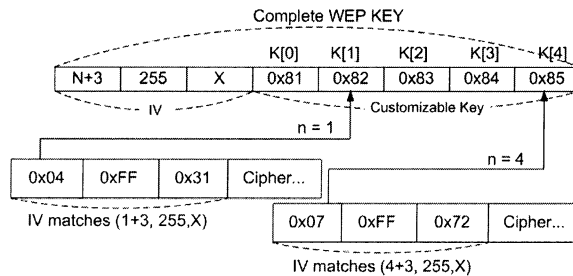 Complete WEP KEY
K[0] K[1] K[2] K[3] K[4]
N+3 255 X 0x81 0x82 0x83 0x84 0x85
IV Customizable Key
n = 1
n = 4
0x04 0xFF 0x31 Cipher...
IV matches (1+3, 255,X)
0x07 0xFF 0x72 Cipher...
IV matches (4+3, 255,X)